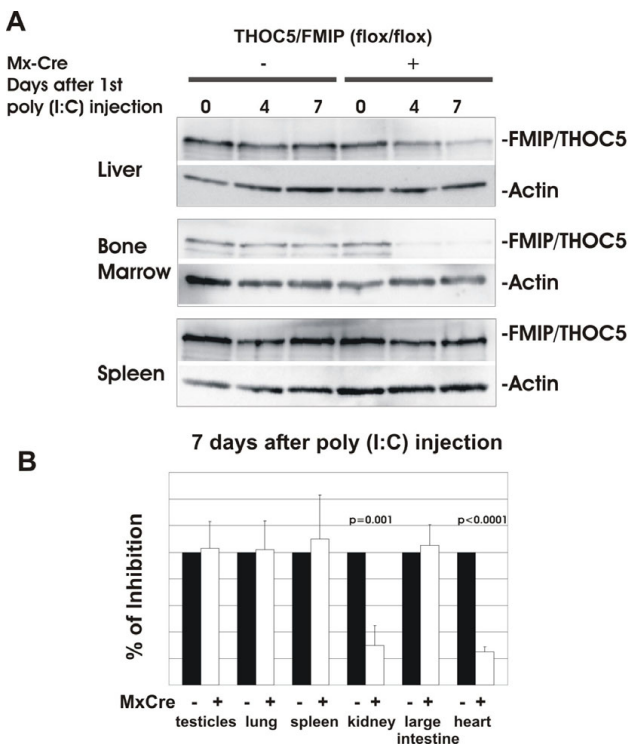 A
THOC5/FMIP (flox/flox)
Mx-Cre - +
Days after 1st
poly (I:C) injection 0 4 7 0 4 7
-FMIP/THOC5
Liver
-Actin
-FMIP/THOC5
Bone
Marrow
-Actin
-FMIP/THOC5
Spleen
-Actin
7 days after poly (I:C) injection
B
% of Inhibition
p=0.001 p<0.0001
MxCre - + - + - + - + - + - +
testicles lung spleen kidney large heart
intestine